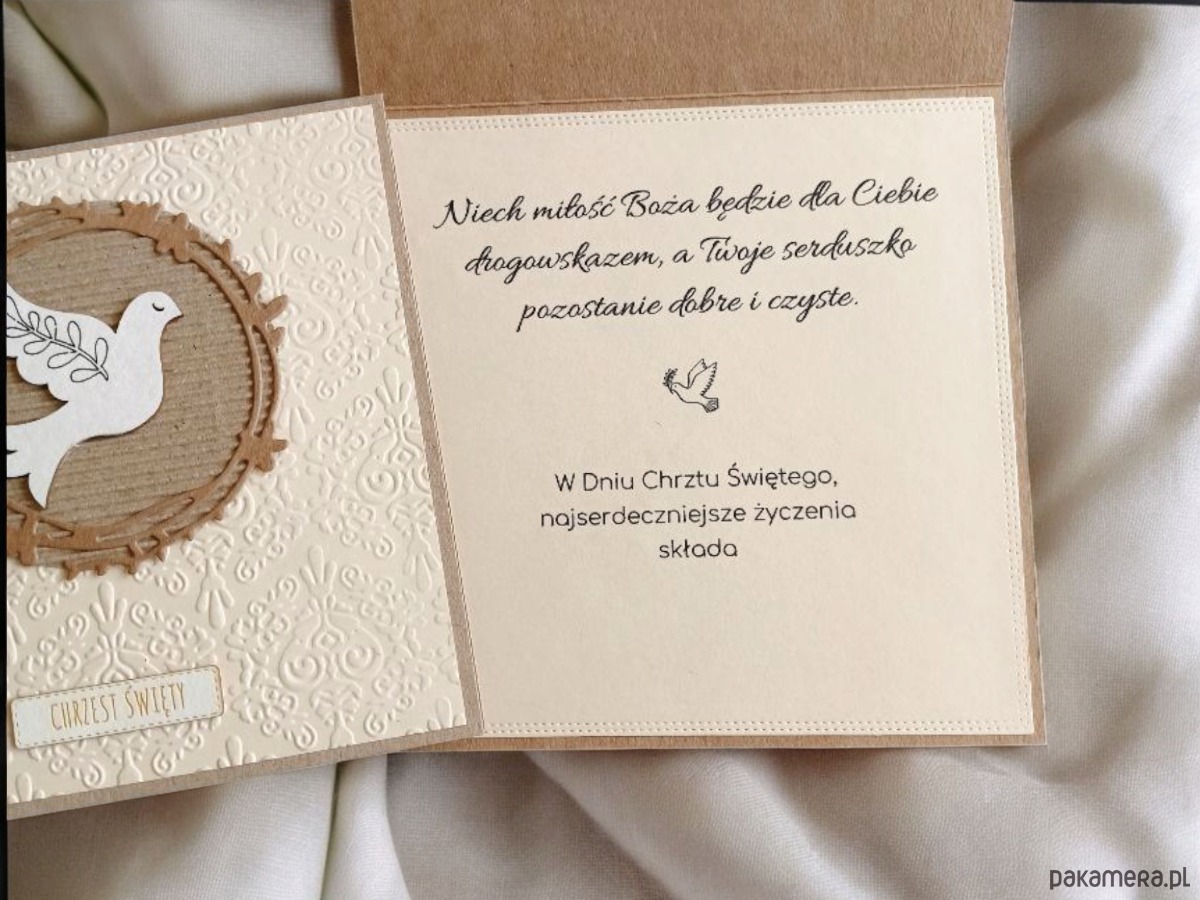 Niech miłość Boża będzie dla Ciebie
drogowskazem, a Twoje serduszko
pozostanie dobre i czyste.
W Dniu Chrztu Świętego,
najserdeczniejsze życzenia
składa
CHRZEST ŚWIĘTY
pakamera.pl